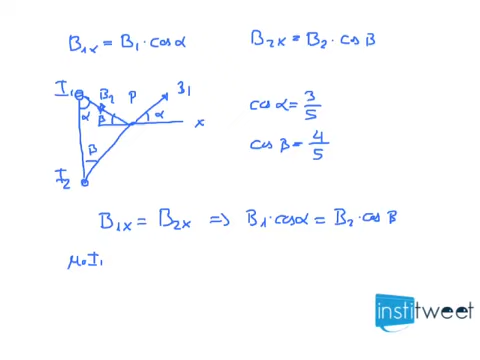 B₁ₓ = B₁ · cos α
B₂ₓ = B₂ · cos β
I₁ B₂ P B₁
α β α x
β
I₂
cos α = 3/5
cos β = 4/5
B₁ₓ = B₂ₓ ⇒ B₁ · cos α = B₂ · cos β
μ₀ I₁
institweet